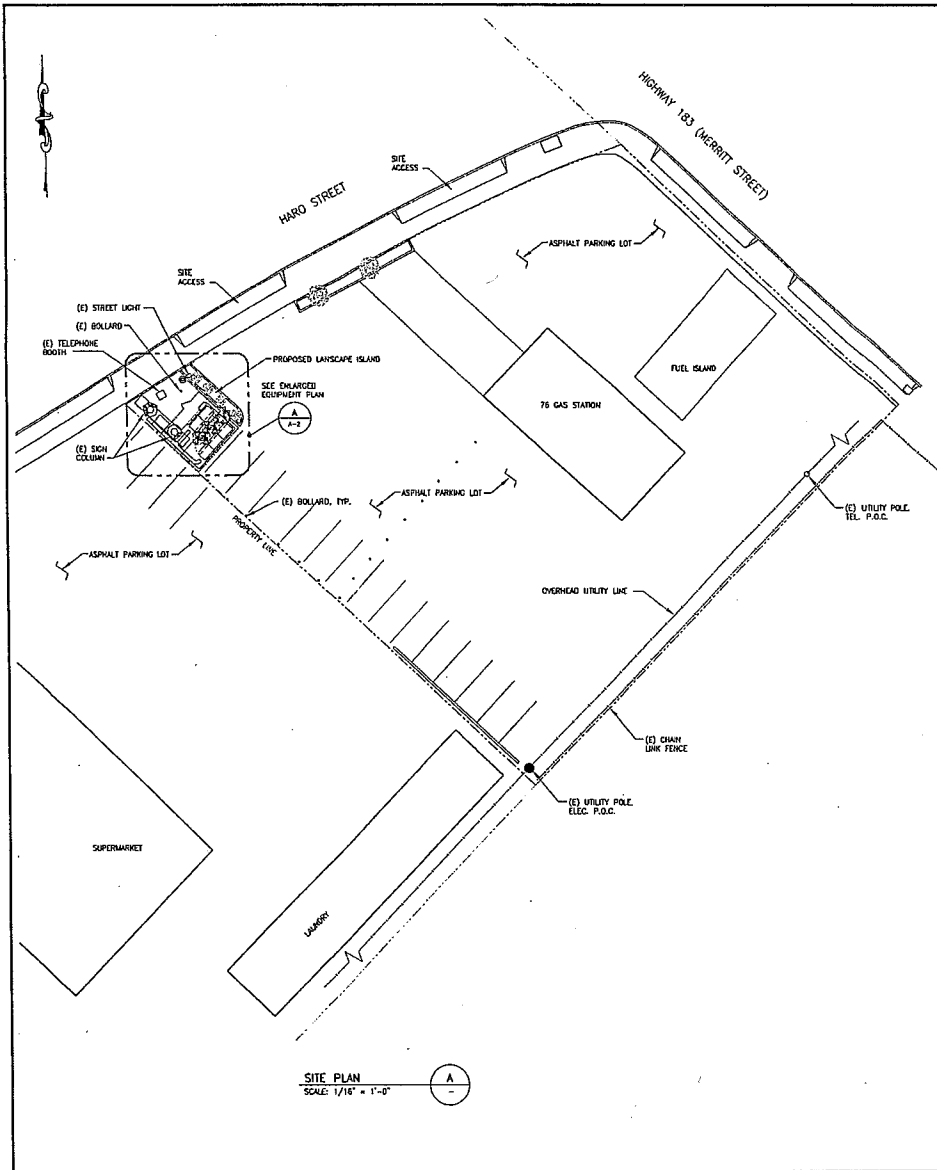 HIGHWAY 183 (MERRITT STREET)
SITE
ACCESS
HARO STREET
ASPHALT PARKING LOT
SITE
ACCESS
(E) STREET LIGHT
(E) BOLLARD
(E) TELEPHONE
BOOTH
PROPOSED LANSCAPE ISLAND
SEE ENLARGED
EQUIPMENT PLAN
A
A-2
FUEL ISLAND
76 GAS STATION
(E) SIGN
COLUMN
(E) BOLLARD, TYP.
ASPHALT PARKING LOT
(E) UTILITY POLE
TEL. P.O.C.
PROPERTY LINE
ASPHALT PARKING LOT
OVERHEAD UTILITY LINE
(E) CHAIN
LINK FENCE
(E) UTILITY POLE
ELEC. P.O.C.
SUPERMARKET
LAUNDRY
SITE PLAN
SCALE: 1/16" = 1'-0"
A
-